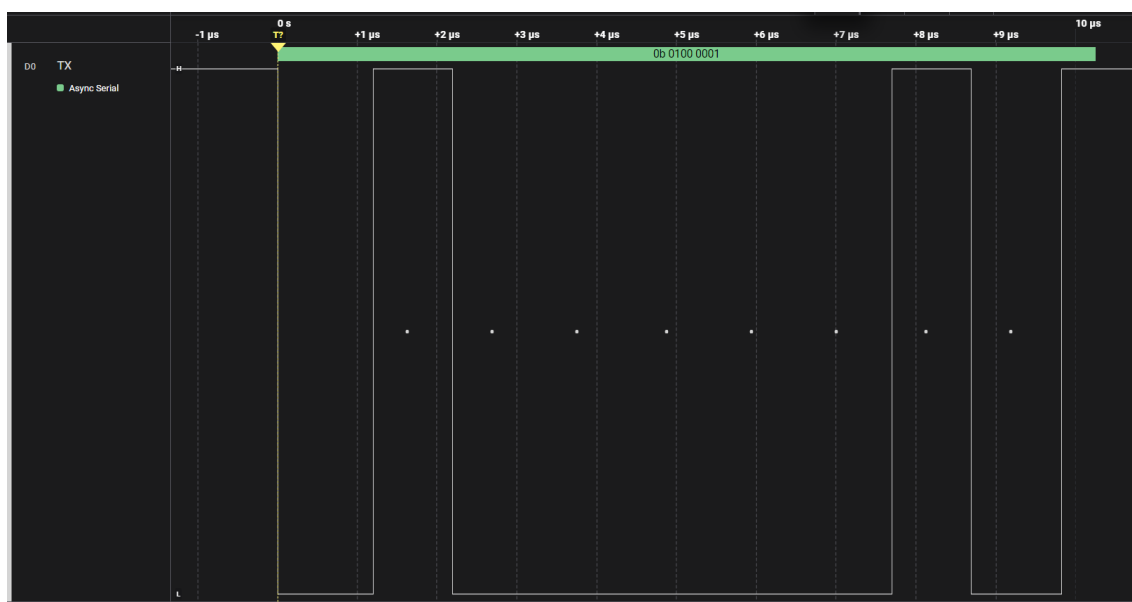 0 s 10 µs
-1 µs T? +1 µs +2 µs +3 µs +4 µs +5 µs +6 µs +7 µs +8 µs +9 µs
0b 0100 0001
D0 TX H
Async Serial
L